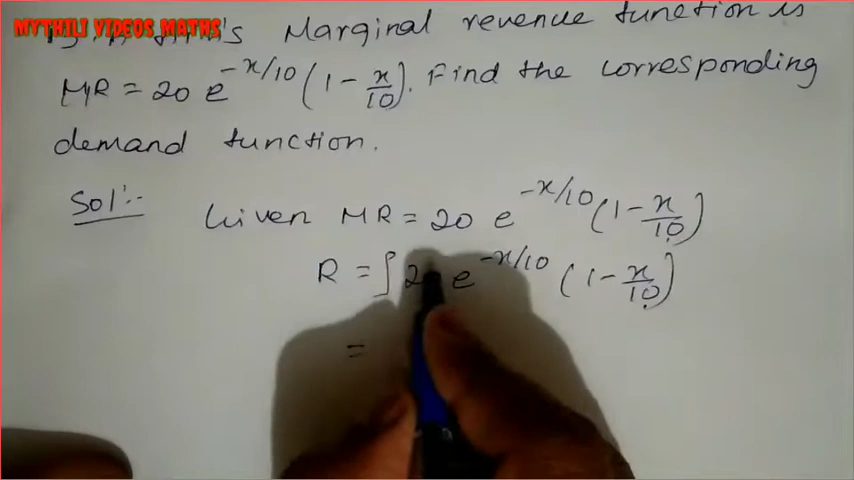 MYTHILI VIDEOS MATHS
's Marginal revenue function is
MR = 20 e^{-x/10} (1 - x/10). Find the corresponding
demand function.
Sol:-
Given MR = 20 e^{-x/10} (1 - x/10)
R = ∫ 2 e^{-x/10} (1 - x/10)
=